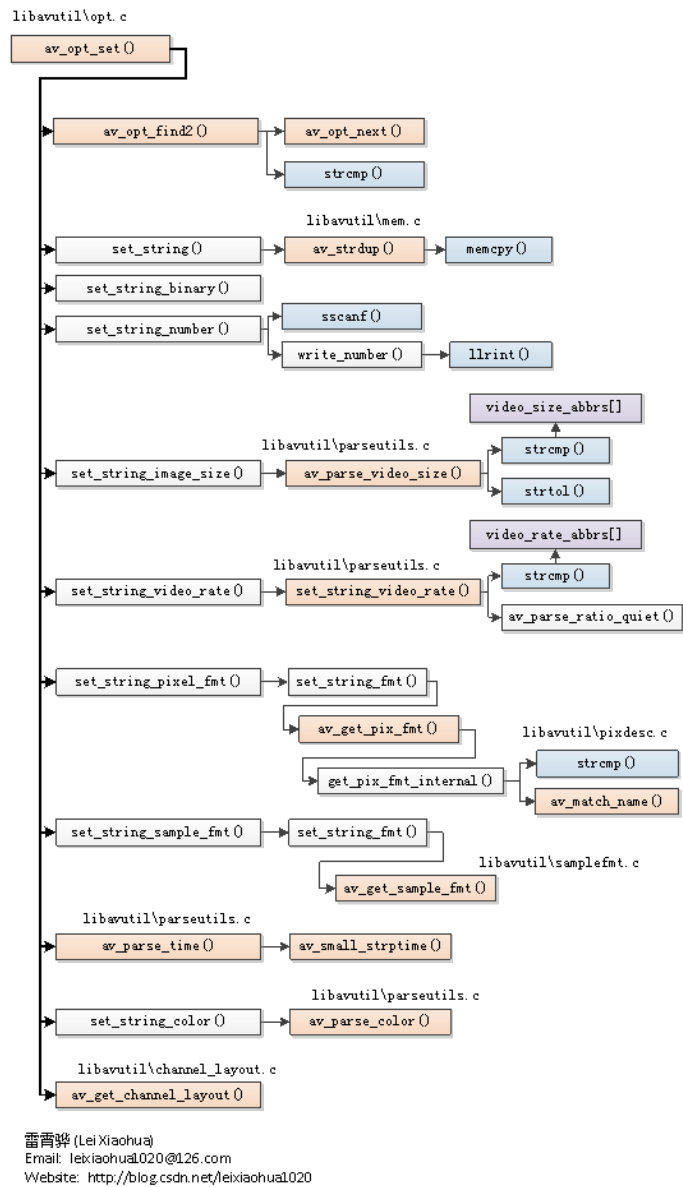 libavutil\opt.c
av_opt_set()
av_opt_find2()
av_opt_next()
strcmp()
libavutil\mem.c
set_string()
av_strdup()
memcpy()
set_string_binary()
sscanf()
set_string_number()
write_number()
llrint()
video_size_abbrs[]
libavutil\parseutils.c
strcmp()
set_string_image_size()
av_parse_video_size()
strtol()
video_rate_abbrs[]
libavutil\parseutils.c
strcmp()
set_string_video_rate()
set_string_video_rate()
av_parse_ratio_quiet()
set_string_pixel_fmt()
set_string_fmt()
av_get_pix_fmt()
libavutil\pixdesc.c
strcmp()
get_pix_fmt_internal()
av_match_name()
set_string_sample_fmt()
set_string_fmt()
libavutil\samplefmt.c
av_get_sample_fmt()
libavutil\parseutils.c
av_parse_time()
av_small_strptime()
libavutil\parseutils.c
set_string_color()
av_parse_color()
libavutil\channel_layout.c
av_get_channel_layout()
雷霄骅 (Lei Xiaohua)
Email: leixiaohua1020@126.com
Website: http://blog.csdn.net/leixiaohua1020